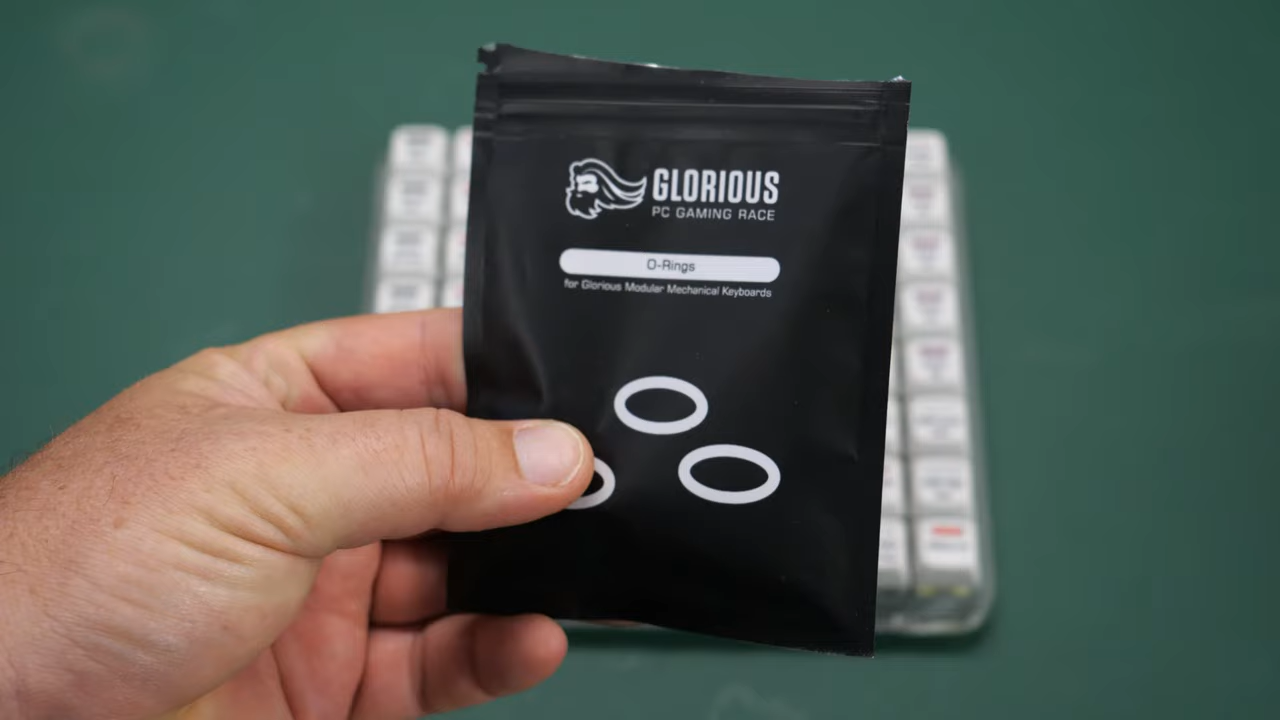 GLORIOUS
PC GAMING RACE
O-Rings
for Glorious Modular Mechanical Keyboards